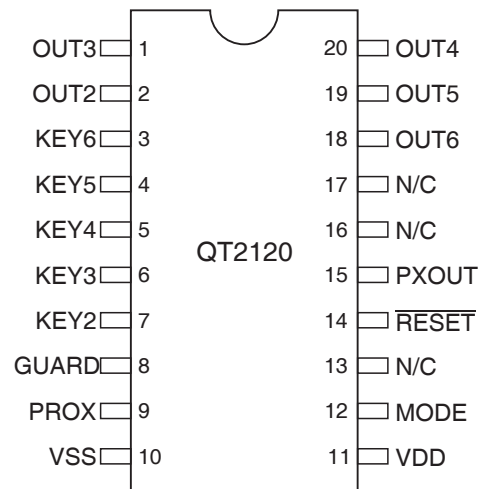 OUT3 1 20 OUT4
OUT2 2 19 OUT5
KEY6 3 18 OUT6
KEY5 4 17 N/C
KEY4 5 16 N/C
QT2120
KEY3 6 15 PXOUT
KEY2 7 14 RESET
GUARD 8 13 N/C
PROX 9 12 MODE
VSS 10 11 VDD